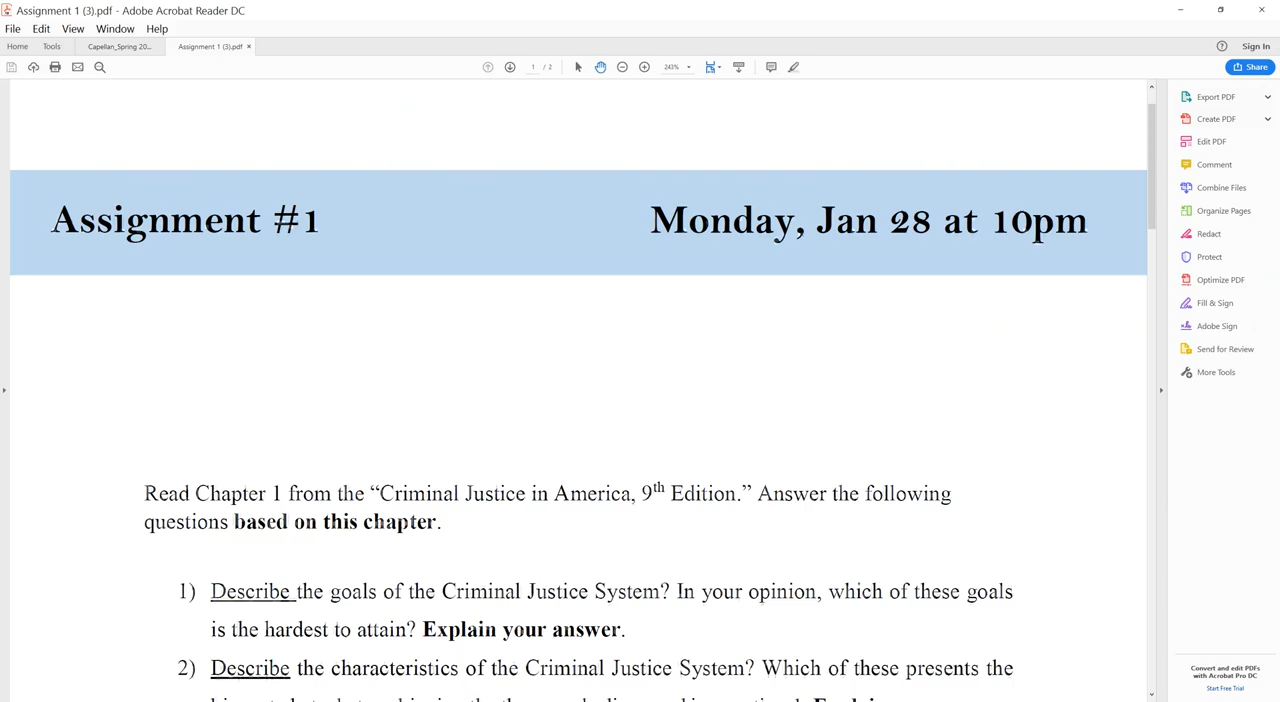 Assignment 1 (3).pdf - Adobe Acrobat Reader DC
File Edit View Window Help
Home Tools Capellan_Spring 20... Assignment 1 (3).pdf × Sign In
1 / 2 243% Share
Export PDF
Create PDF
Edit PDF
Comment
Combine Files
Organize Pages
Redact
Protect
Optimize PDF
Fill & Sign
Adobe Sign
Send for Review
More Tools
Convert and edit PDFs
with Acrobat Pro DC
Start Free Trial
Assignment #1 Monday, Jan 28 at 10pm
Read Chapter 1 from the “Criminal Justice in America, 9th Edition.” Answer the following
questions based on this chapter.
1) Describe the goals of the Criminal Justice System? In your opinion, which of these goals
is the hardest to attain? Explain your answer.
2) Describe the characteristics of the Criminal Justice System? Which of these presents the